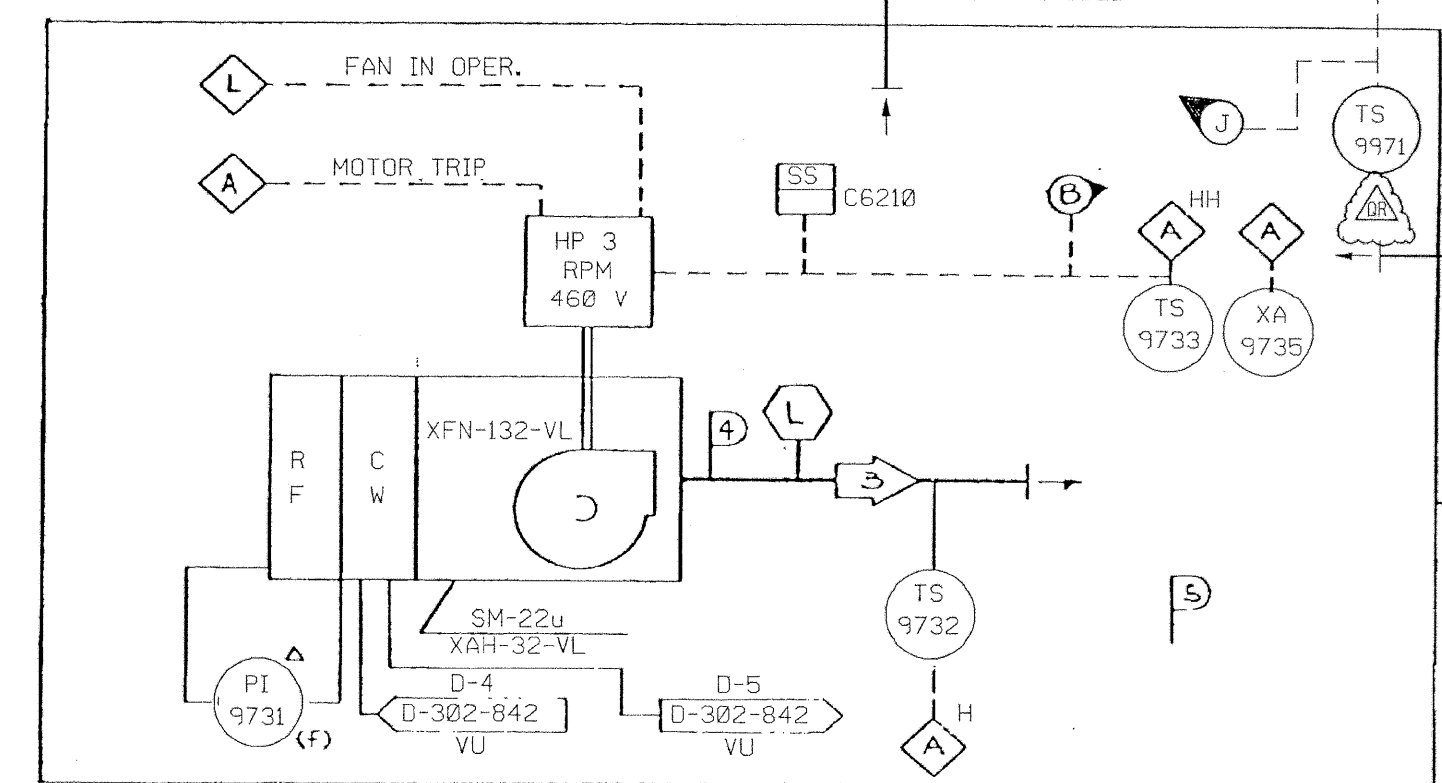 L
FAN IN OPER.
A
MOTOR TRIP
J
TS
9971
QR
SS
C6210
B
A
HH
A
HP 3
RPM
460 V
TS
9733
XA
9735
XFN-132-VL
R
F
C
W
4
L
3
TS
9732
5
SM-22u
XAH-32-VL
PI
9731
(f)
D-4
D-302-842
VU
D-5
D-302-842
VU
H
A